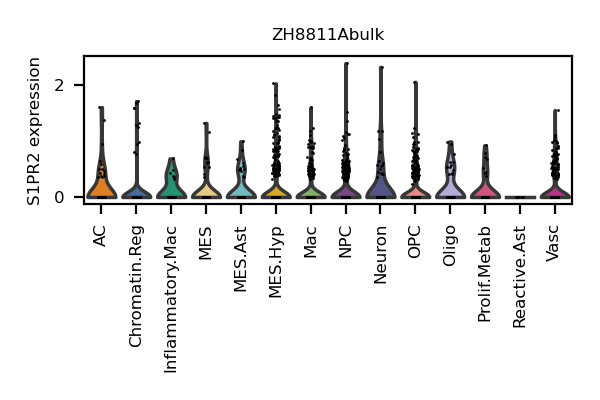 ZH8811Abulk
S1PR2 expression
2
0
AC
Chromatin.Reg
Inflammatory.Mac
MES
MES.Ast
MES.Hyp
Mac
NPC
Neuron
OPC
Oligo
Prolif.Metab
Reactive.Ast
Vasc